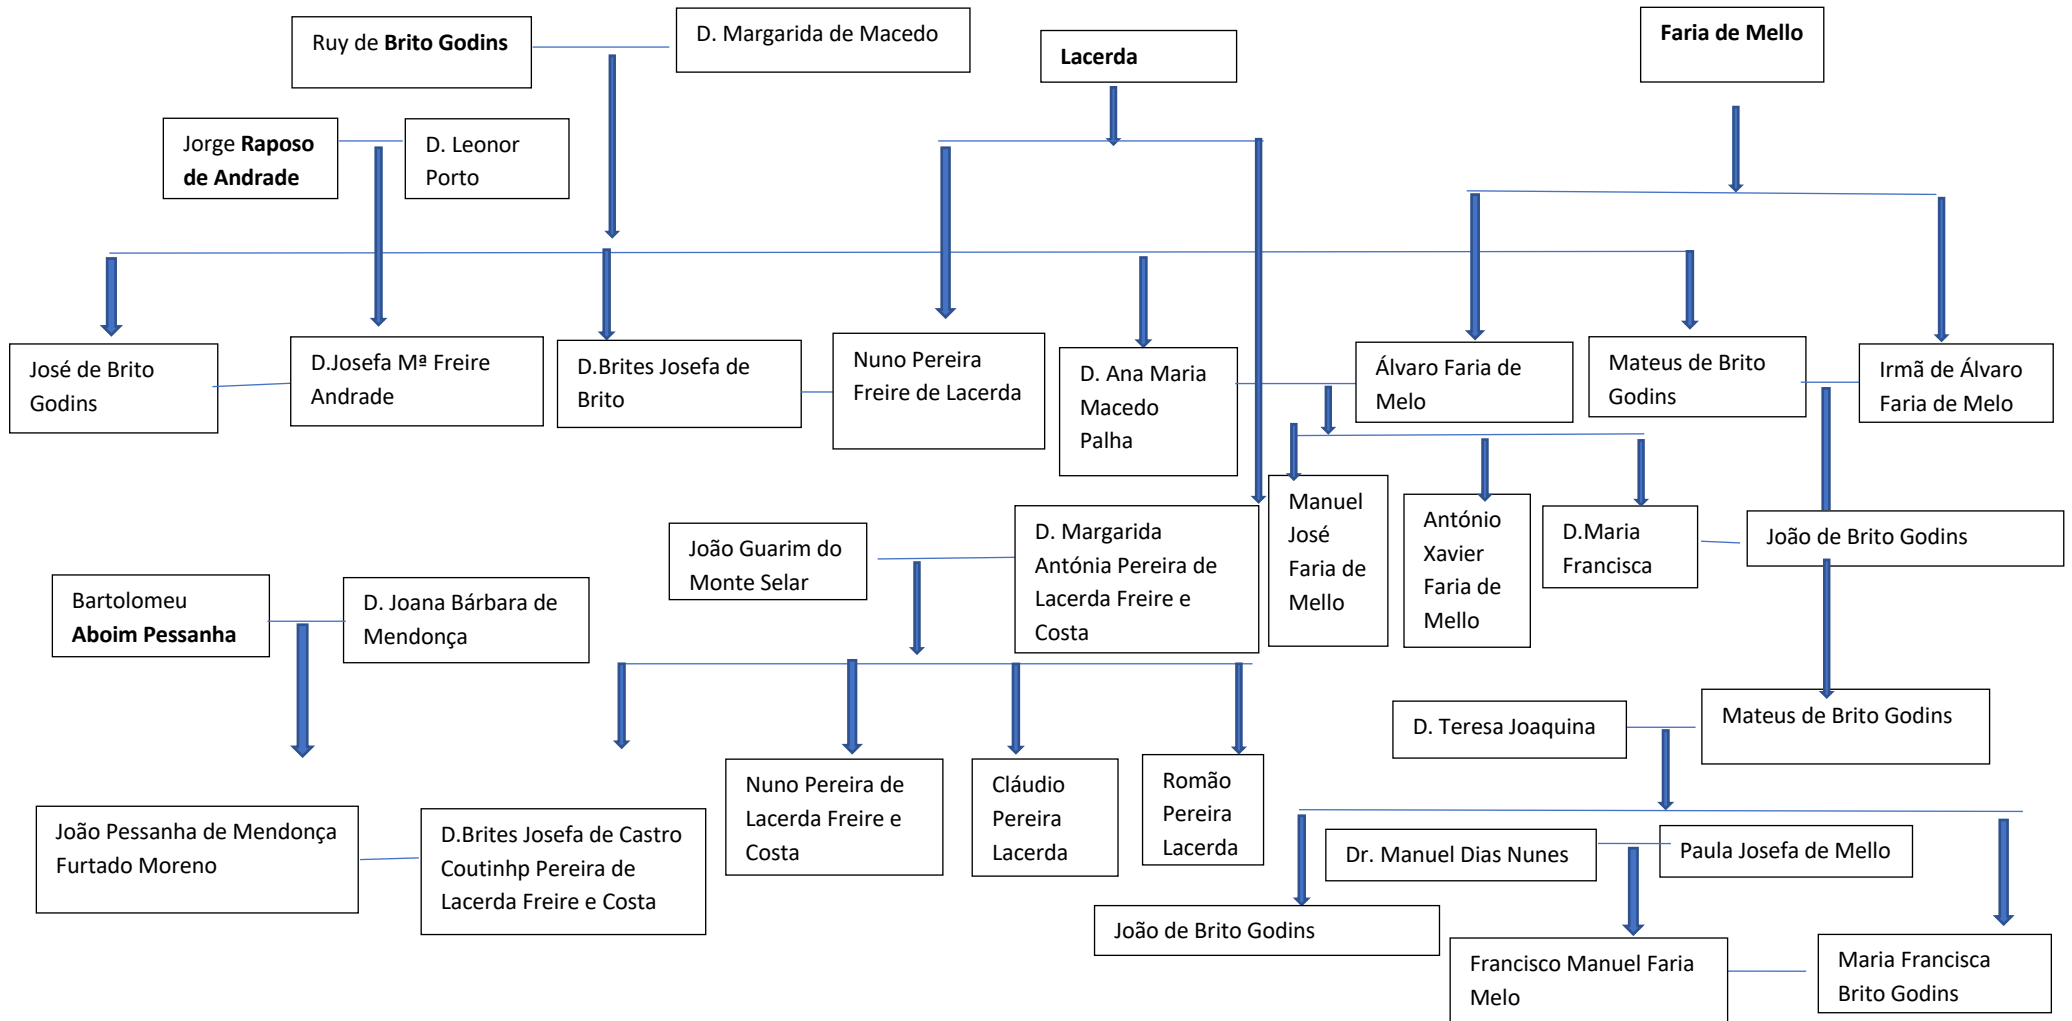 Ruy de Brito Godins
D. Margarida de Macedo
Lacerda
Faria de Mello
Jorge Raposo
de Andrade
D. Leonor
Porto
José de Brito
Godins
D.Josefa Mª Freire
Andrade
D.Brites Josefa de
Brito
Nuno Pereira
Freire de Lacerda
D. Ana Maria
Macedo
Palha
Álvaro Faria de
Melo
Mateus de Brito
Godins
Irmã de Álvaro
Faria de Melo
João Guarim do
Monte Selar
D. Margarida
Antónia Pereira de
Lacerda Freire e
Costa
Manuel
José
Faria de
Mello
António
Xavier
Faria de
Mello
D.Maria
Francisca
João de Brito Godins
Bartolomeu
Aboim Pessanha
D. Joana Bárbara de
Mendonça
D. Teresa Joaquina
Mateus de Brito Godins
João Pessanha de Mendonça
Furtado Moreno
D.Brites Josefa de Castro
Coutinhp Pereira de
Lacerda Freire e Costa
Nuno Pereira de
Lacerda Freire e
Costa
Cláudio
Pereira
Lacerda
Romão
Pereira
Lacerda
Dr. Manuel Dias Nunes
Paula Josefa de Mello
João de Brito Godins
Francisco Manuel Faria
Melo
Maria Francisca
Brito Godins